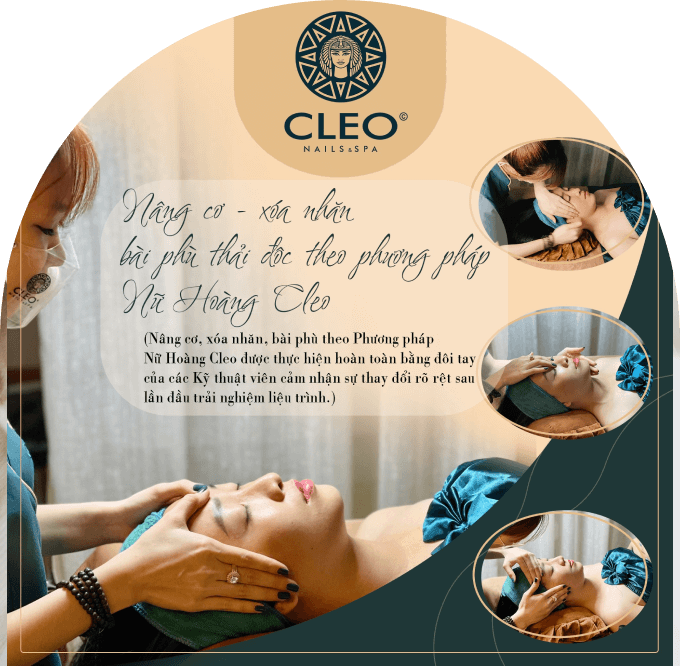 CLEO©
NAILS & SPA
Nâng cơ - xóa nhăn
bài phù thải độc theo phương pháp
Nữ Hoàng Cleo
CLEO
(Nâng cơ, xóa nhăn, bài phù theo Phương pháp
Nữ Hoàng Cleo được thực hiện hoàn toàn bằng đôi tay
của các Kỹ thuật viên cảm nhận sự thay đổi rõ rệt sau
lần đầu trải nghiệm liệu trình.)